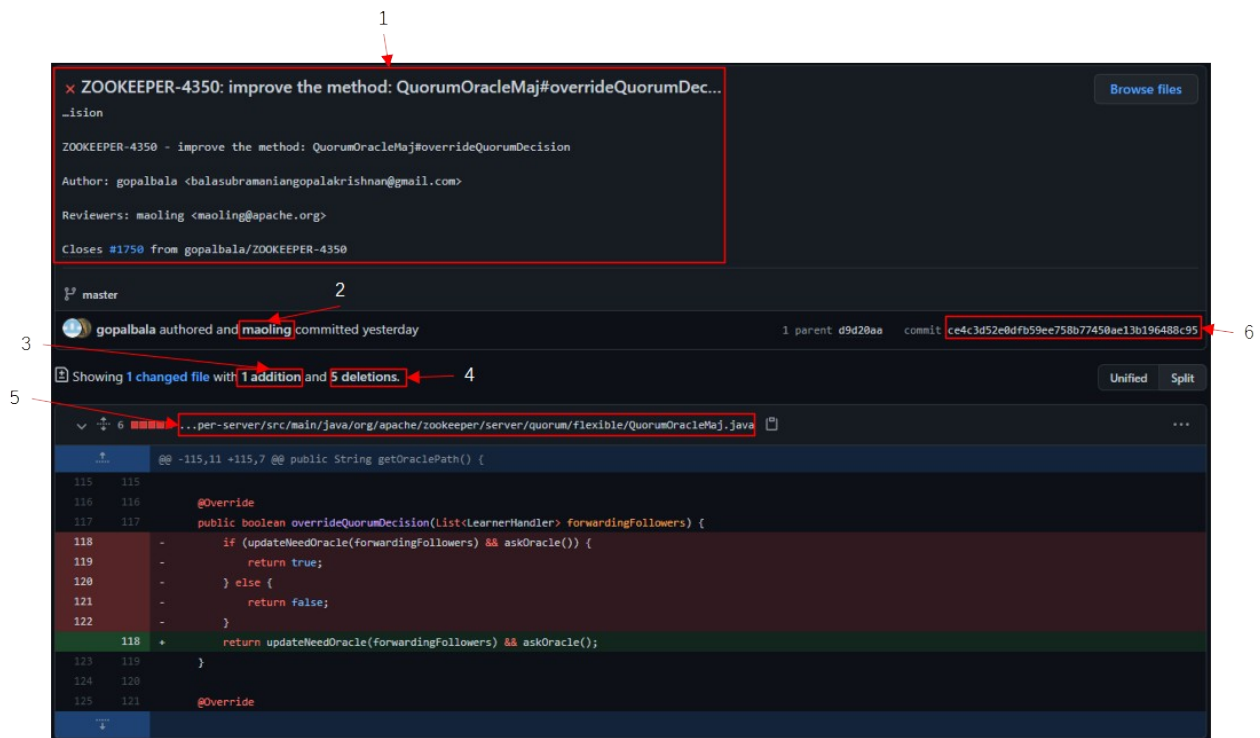 1
× ZOOKEEPER-4350: improve the method: QuorumOracleMaj#overrideQuorumDec...
Browse files
…ision
ZOOKEEPER-4350 - improve the method: QuorumOracleMaj#overrideQuorumDecision
Author: gopalbala <balasubramaniangopalakrishnan@gmail.com>
Reviewers: maoling <maoling@apache.org>
Closes #1750 from gopalbala/ZOOKEEPER-4350
master
2
gopalbala authored and maoling committed yesterday
1 parent d9d20aa commit ce4c3d52e0dfb59ee758b77450ae13b196488c95
6
3
Showing 1 changed file with 1 addition and 5 deletions.
4
Unified Split
5
6 ...per-server/src/main/java/org/apache/zookeeper/server/quorum/flexible/QuorumOracleMaj.java
@@ -115,11 +115,7 @@ public String getOraclePath() {
115 115
116 116 @Override
117 117 public boolean overrideQuorumDecision(List<LearnerHandler> forwardingFollowers) {
118 - if (updateNeedOracle(forwardingFollowers) && askOracle()) {
119 - return true;
120 - } else {
121 - return false;
122 - }
118 + return updateNeedOracle(forwardingFollowers) && askOracle();
123 119 }
124 120
125 121 @Override